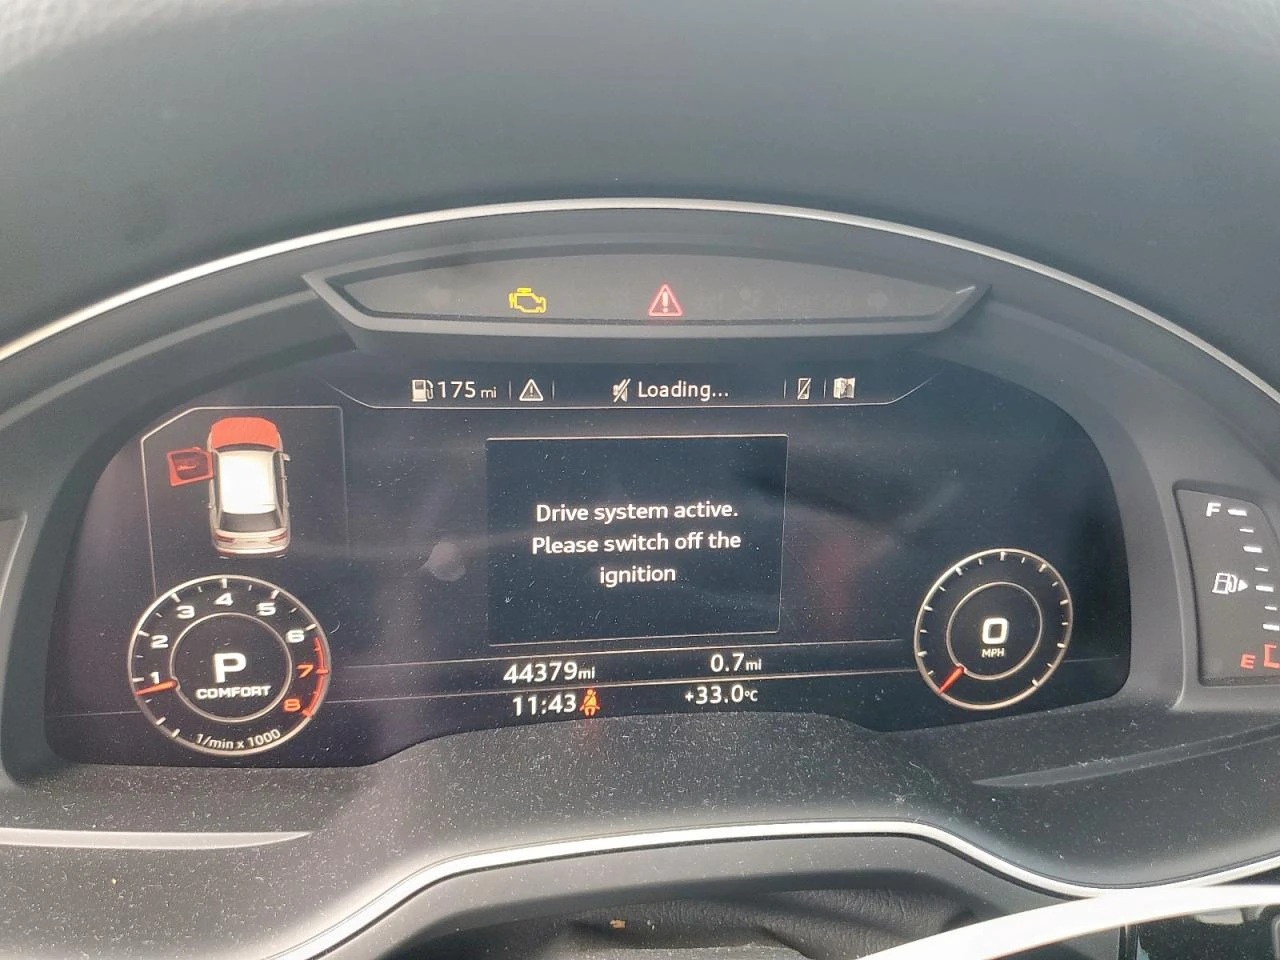 175 mi
Loading...
Drive system active.
Please switch off the
ignition
F
E
1
2
3
4
5
6
7
8
P
COMFORT
1/min x 1000
0
MPH
44379mi
0.7mi
11:43
+33.0°C